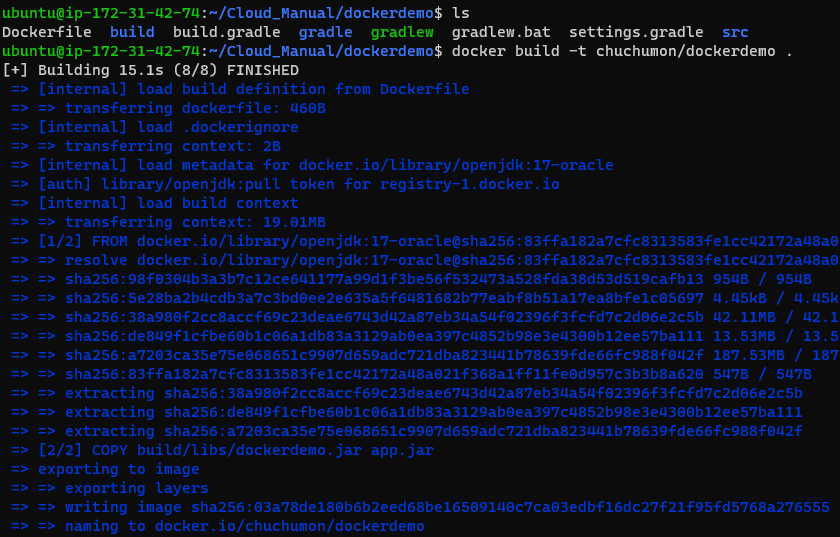 ubuntu@ip-172-31-42-74:~/Cloud_Manual/dockerdemo$ ls
Dockerfile build build.gradle gradle gradlew gradlew.bat settings.gradle src
ubuntu@ip-172-31-42-74:~/Cloud_Manual/dockerdemo$ docker build -t chuchumon/dockerdemo .
[+] Building 15.1s (8/8) FINISHED
=> [internal] load build definition from Dockerfile
=> => transferring dockerfile: 460B
=> [internal] load .dockerignore
=> => transferring context: 2B
=> [internal] load metadata for docker.io/library/openjdk:17-oracle
=> [auth] library/openjdk:pull token for registry-1.docker.io
=> [internal] load build context
=> => transferring context: 19.01MB
=> [1/2] FROM docker.io/library/openjdk:17-oracle@sha256:83ffa182a7cfc8313583fe1cc42172a48a0
=> => resolve docker.io/library/openjdk:17-oracle@sha256:83ffa182a7cfc8313583fe1cc42172a48a0
=> => sha256:98f0304b3a3b7c12ce641177a99d1f3be56f532473a528fda38d53d519cafb13 954B / 954B
=> => sha256:5e28ba2b4cdb3a7c3bd0ee2e635a5f6481682b77eabf8b51a17ea8bfe1c05697 4.45kB / 4.45k
=> => sha256:38a980f2cc8accf69c23deae6743d42a87eb34a54f02396f3fcfd7c2d06e2c5b 42.11MB / 42.1
=> => sha256:de849f1cfbe60b1c06a1db83a3129ab0ea397c4852b98e3e4300b12ee57ba111 13.53MB / 13.5
=> => sha256:a7203ca35e75e068651c9907d659adc721dba823441b78639fde66fc988f042f 187.53MB / 187
=> => sha256:83ffa182a7cfc8313583fe1cc42172a48a021f368a1ff11fe0d957c3b3b8a620 547B / 547B
=> => extracting sha256:38a980f2cc8accf69c23deae6743d42a87eb34a54f02396f3fcfd7c2d06e2c5b
=> => extracting sha256:de849f1cfbe60b1c06a1db83a3129ab0ea397c4852b98e3e4300b12ee57ba111
=> => extracting sha256:a7203ca35e75e068651c9907d659adc721dba823441b78639fde66fc988f042f
=> [2/2] COPY build/libs/dockerdemo.jar app.jar
=> exporting to image
=> => exporting layers
=> => writing image sha256:03a78de180b6b2eed68be16509140c7ca03edbf16dc27f21f95fd5768a276555
=> => naming to docker.io/chuchumon/dockerdemo